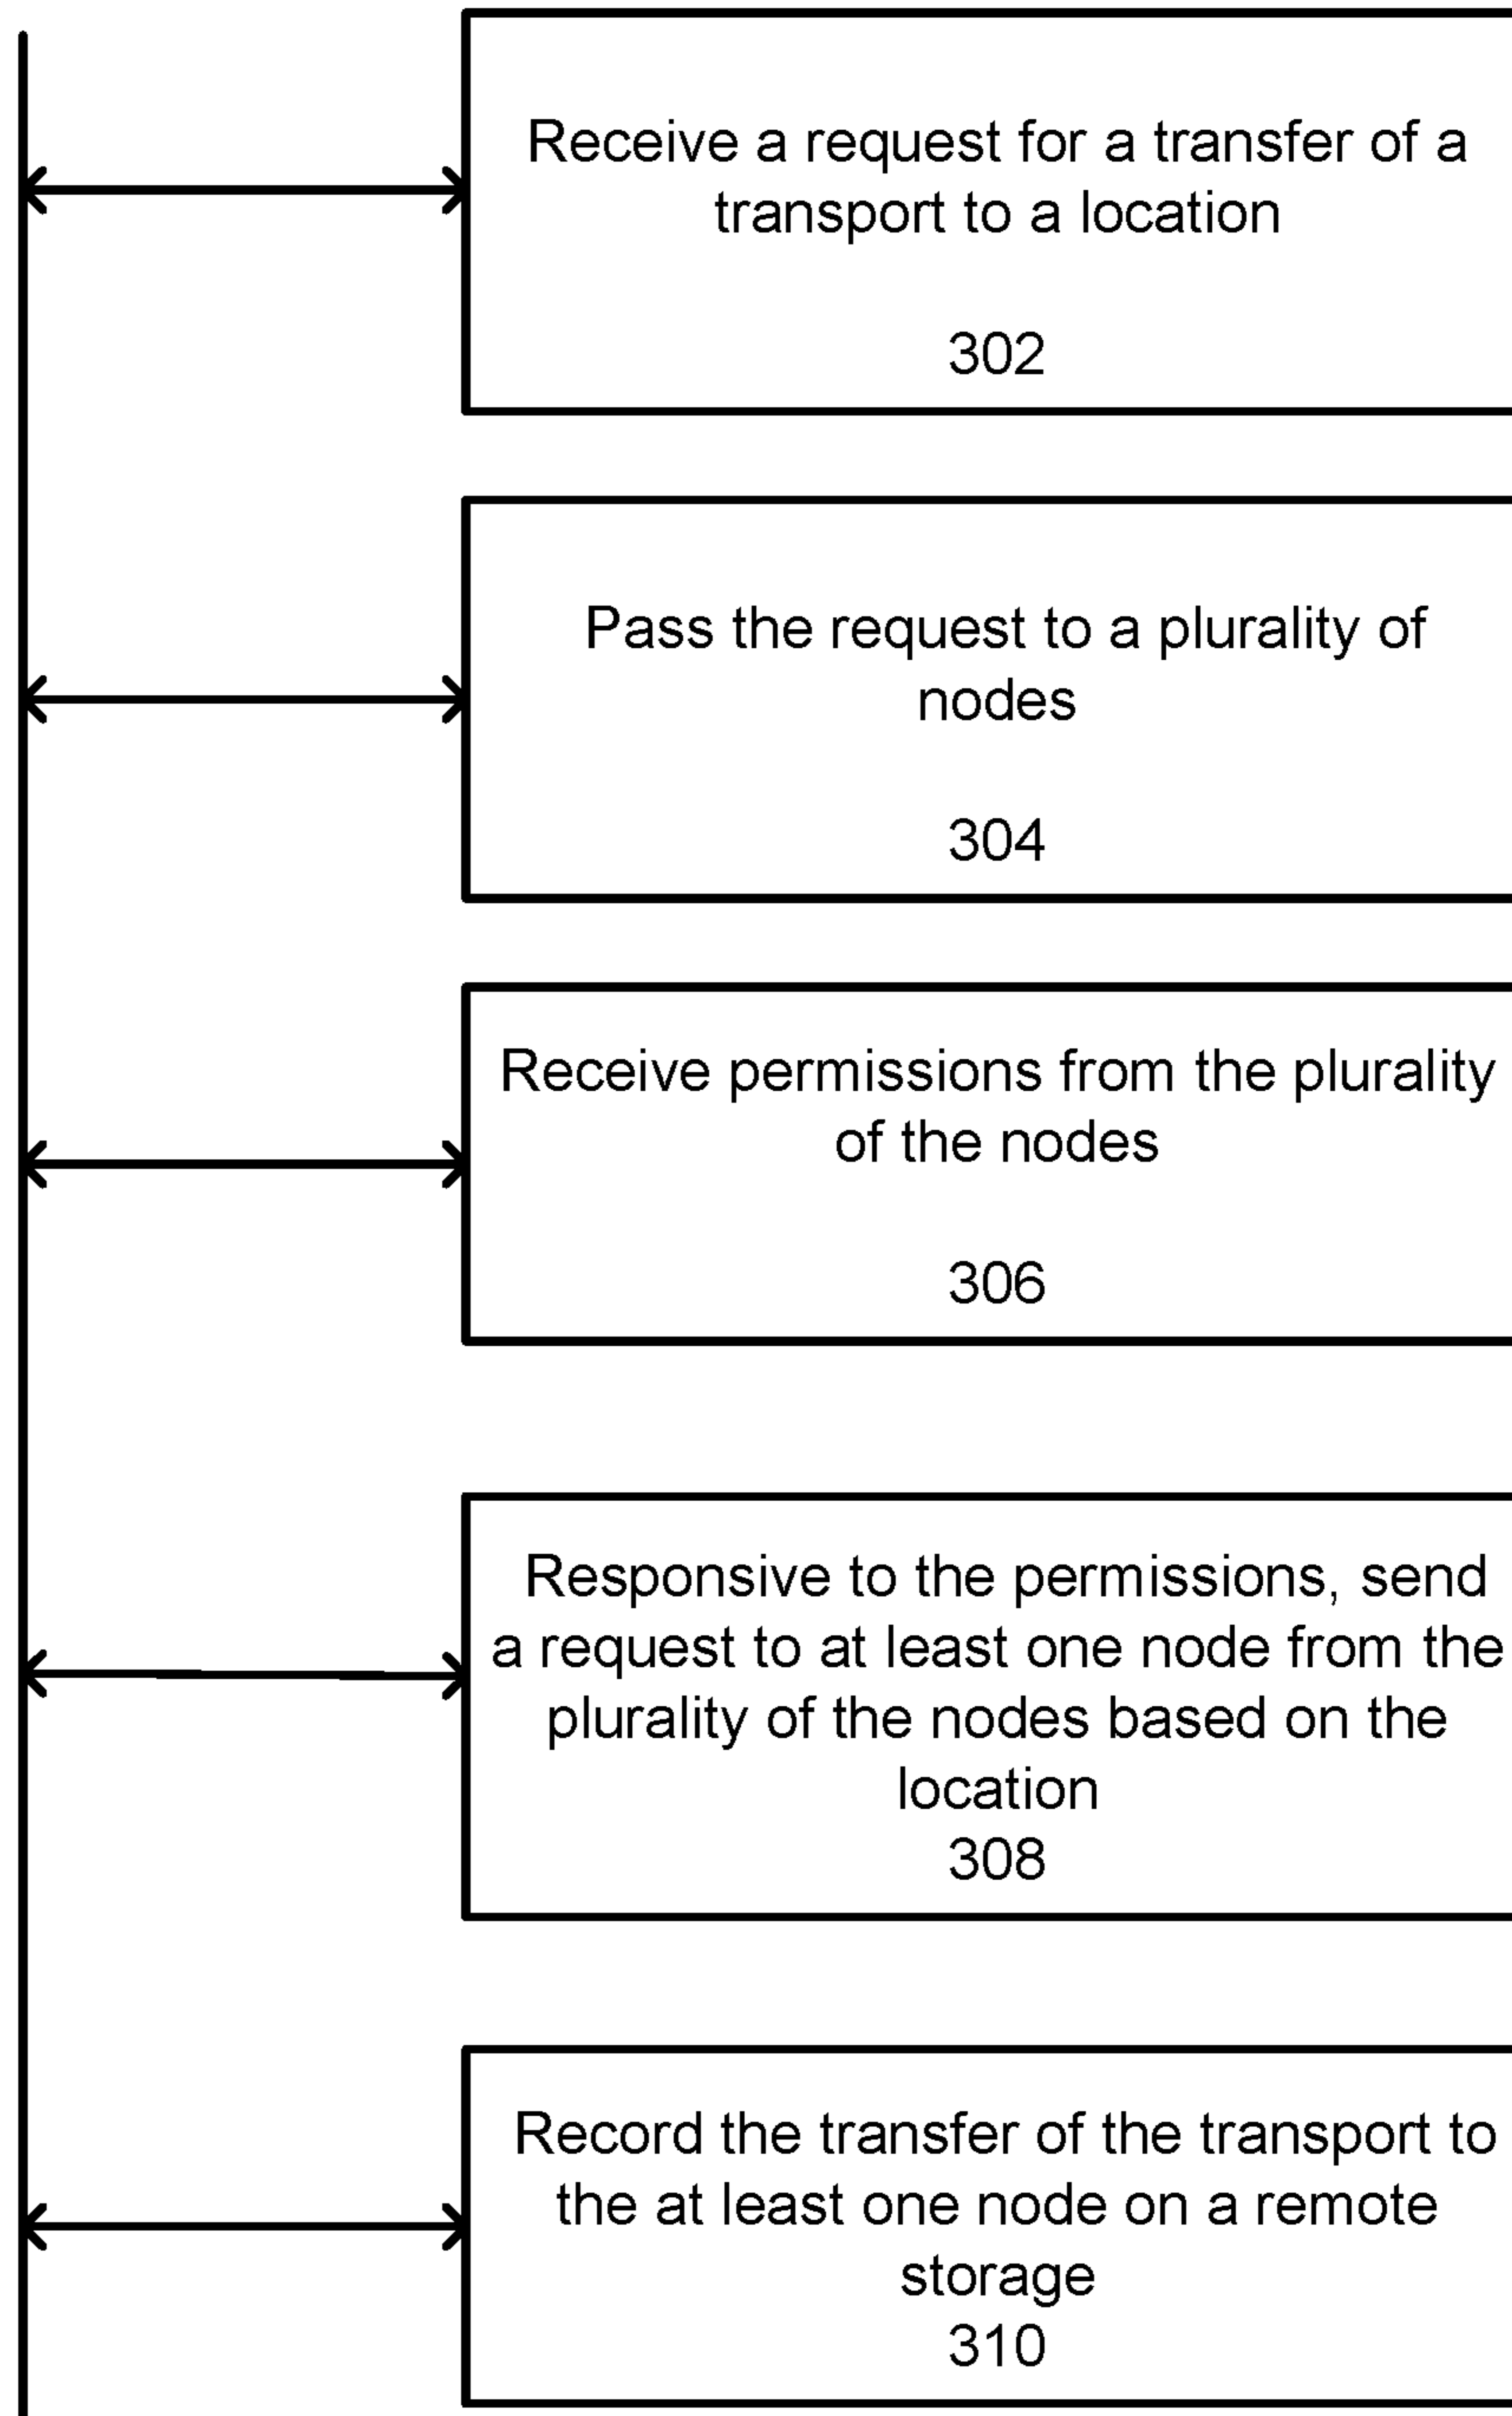 Receive a request for a transfer of a
transport to a location
302
Pass the request to a plurality of
nodes
304
Receive permissions from the plurality
of the nodes
306
Responsive to the permissions, send
a request to at least one node from the
plurality of the nodes based on the
location
308
Record the transfer of the transport to
the at least one node on a remote
storage
310